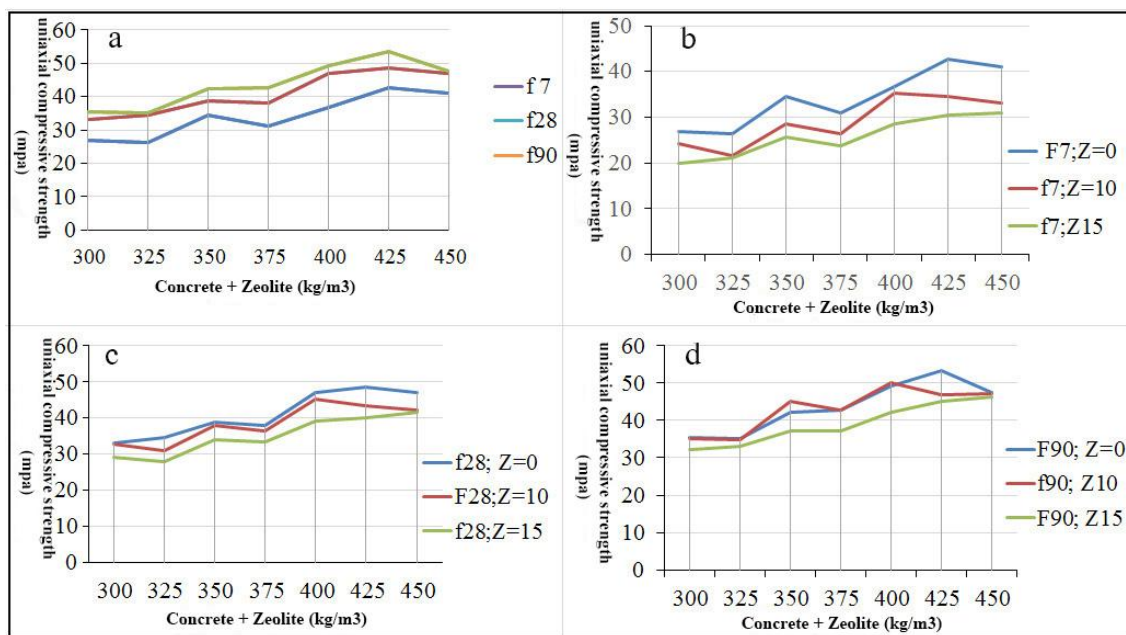 a
uniaxial compressive strength
(mpa)
60
50
40
30
20
10
0
300 325 350 375 400 425 450
Concrete + Zeolite (kg/m3)
f 7
f28
f90
b
uniaxial compressive strength
(mpa)
50
40
30
20
10
0
300 325 350 375 400 425 450
Concrete + Zeolite (kg/m3)
F7;Z=0
f7;Z=10
f7;Z15
c
uniaxial compressive strength
(mpa)
60
50
40
30
20
10
0
300 325 350 375 400 425 450
Concrete + Zeolite (kg/m3)
f28; Z=0
F28;Z=10
f28;Z=15
d
uniaxial compressive strength
(mpa)
60
50
40
30
20
10
0
300 325 350 375 400 425 450
Concrete + Zeolite (kg/m3)
F90; Z=0
f90; Z10
F90; Z15